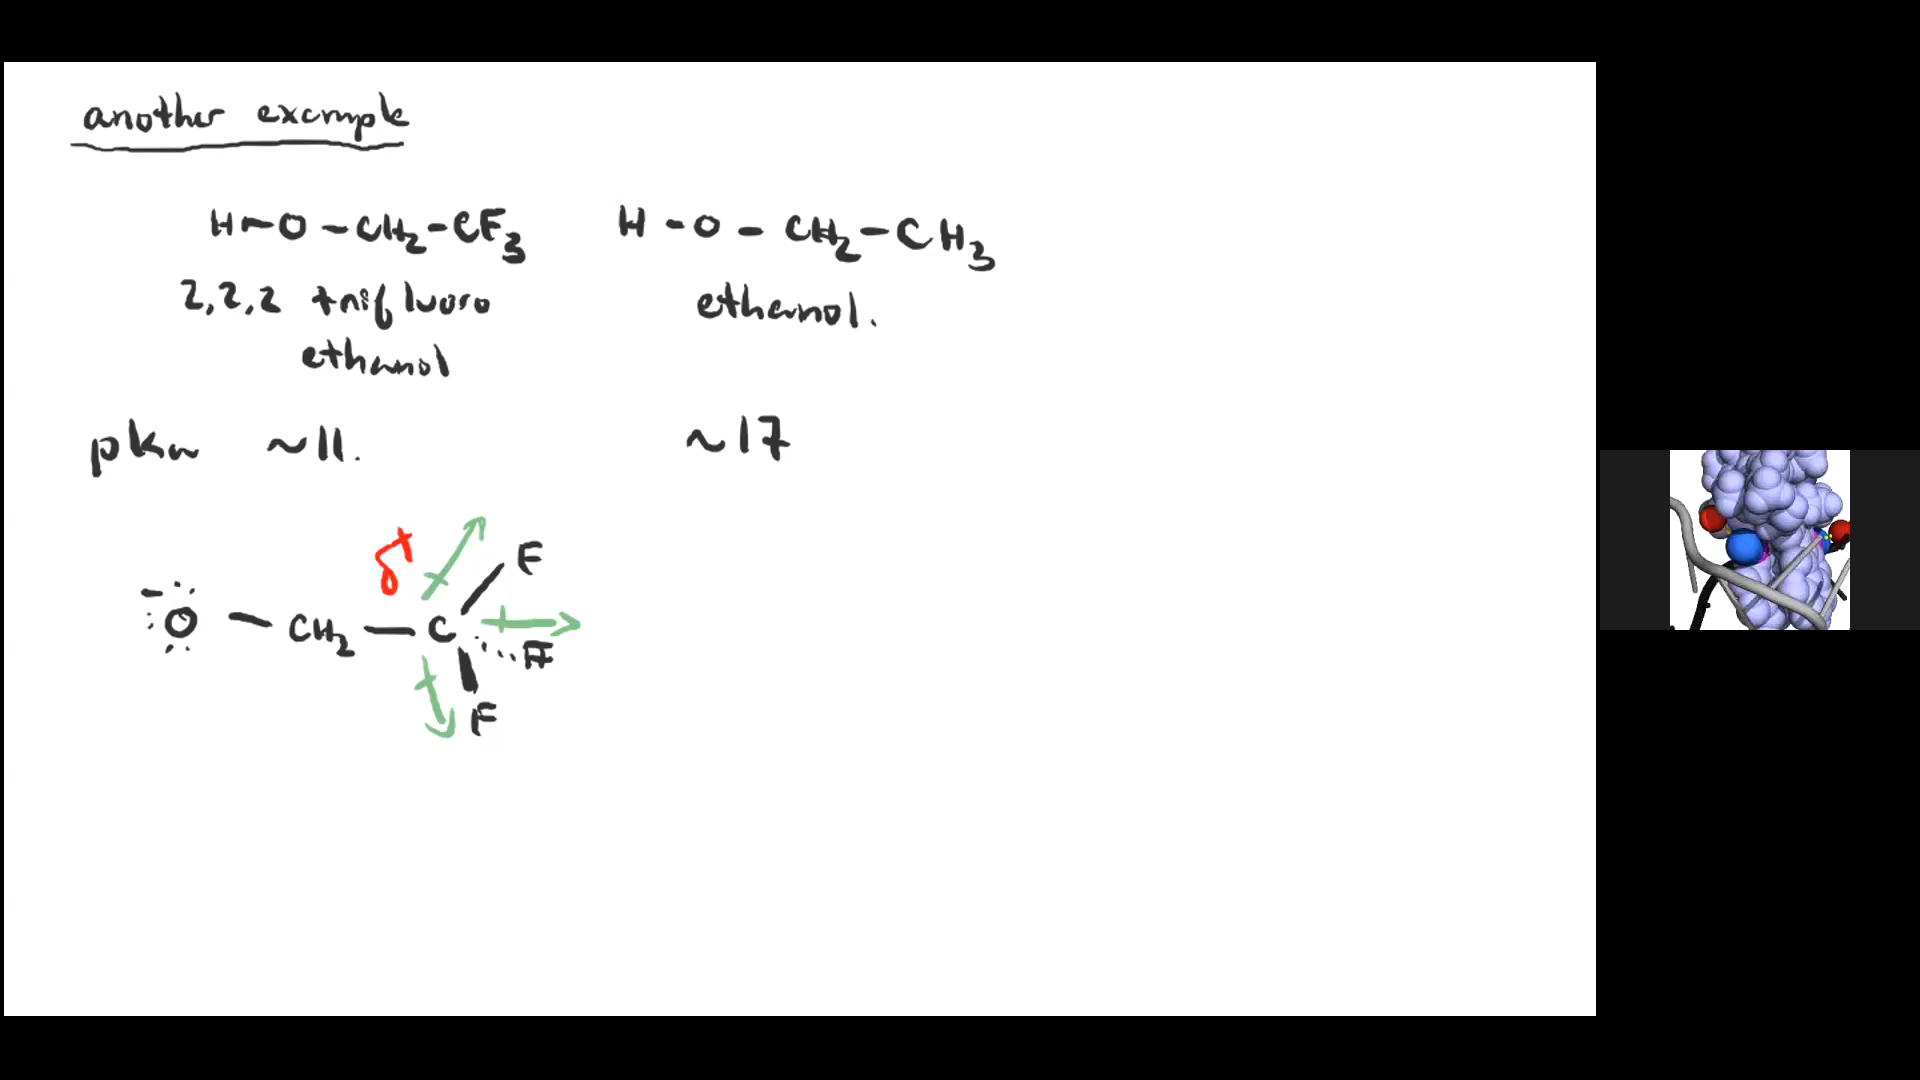 another example
H-O-CH2-CF3 H-O-CH2-CH3
2,2,2 trifluoro ethanol.
ethanol
pKa ~11. ~17
δ+ F
-O-CH2-C
F
F